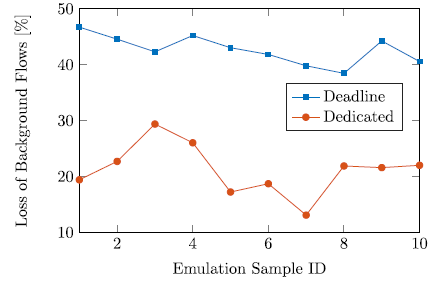 50
40
30
20
10
Loss of Background Flows [%]
Deadline
Dedicated
2 4 6 8 10
Emulation Sample ID